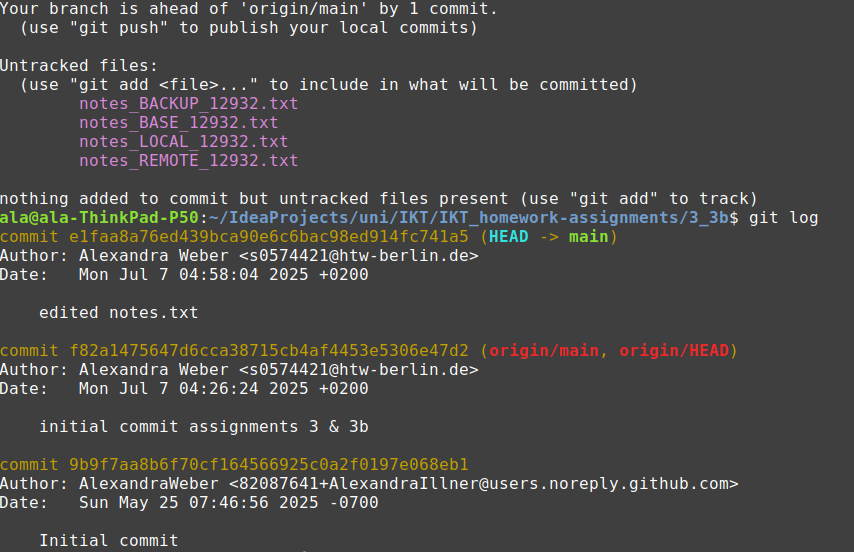 Your branch is ahead of 'origin/main' by 1 commit.
(use "git push" to publish your local commits)
Untracked files:
(use "git add <file>..." to include in what will be committed)
notes_BACKUP_12932.txt
notes_BASE_12932.txt
notes_LOCAL_12932.txt
notes_REMOTE_12932.txt
nothing added to commit but untracked files present (use "git add" to track)
ala@ala-ThinkPad-P50:~/IdeaProjects/uni/IKT/IKT_homework-assignments/3_3b$ git log
commit e1faa8a76ed439bca90e6c6bac98ed914fc741a5 (HEAD -> main)
Author: Alexandra Weber <s0574421@htw-berlin.de>
Date:   Mon Jul 7 04:58:04 2025 +0200
edited notes.txt
commit f82a1475647d6cca38715cb4af4453e5306e47d2 (origin/main, origin/HEAD)
Author: Alexandra Weber <s0574421@htw-berlin.de>
Date:   Mon Jul 7 04:26:24 2025 +0200
initial commit assignments 3 & 3b
commit 9b9f7aa8b6f70cf164566925c0a2f0197e068eb1
Author: AlexandraWeber <82087641+AlexandraIllner@users.noreply.github.com>
Date:   Sun May 25 07:46:56 2025 -0700
Initial commit